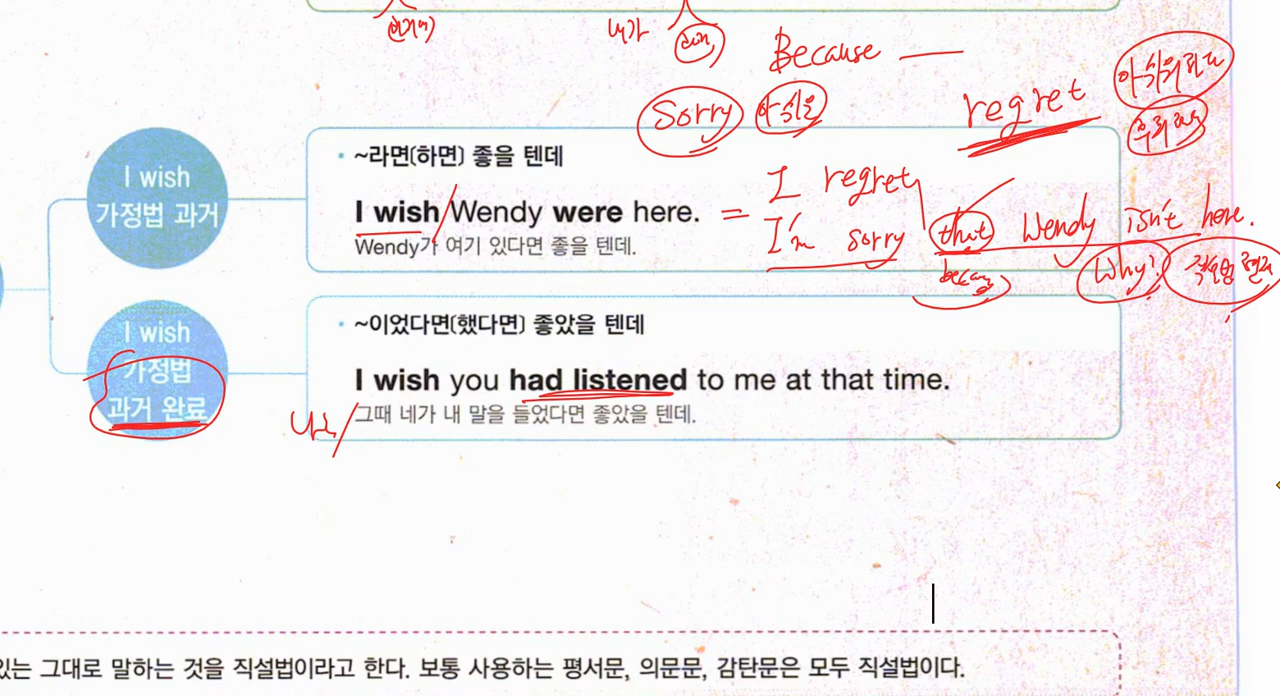 내가
Because
Sorry 아쉬운 regret
I wish
가정법 과거
~라면(하면) 좋을 텐데
I wish Wendy were here.
Wendy가 여기 있다면 좋을 텐데.
= I regret
I'm sorry that Wendy isn't here.
Why?
I wish
가정법
과거 완료
~이었다면(했다면) 좋았을 텐데
I wish you had listened to me at that time.
그때 네가 내 말을 들었다면 좋았을 텐데.
있는 그대로 말하는 것을 직설법이라고 한다. 보통 사용하는 평서문, 의문문, 감탄문은 모두 직설법이다.